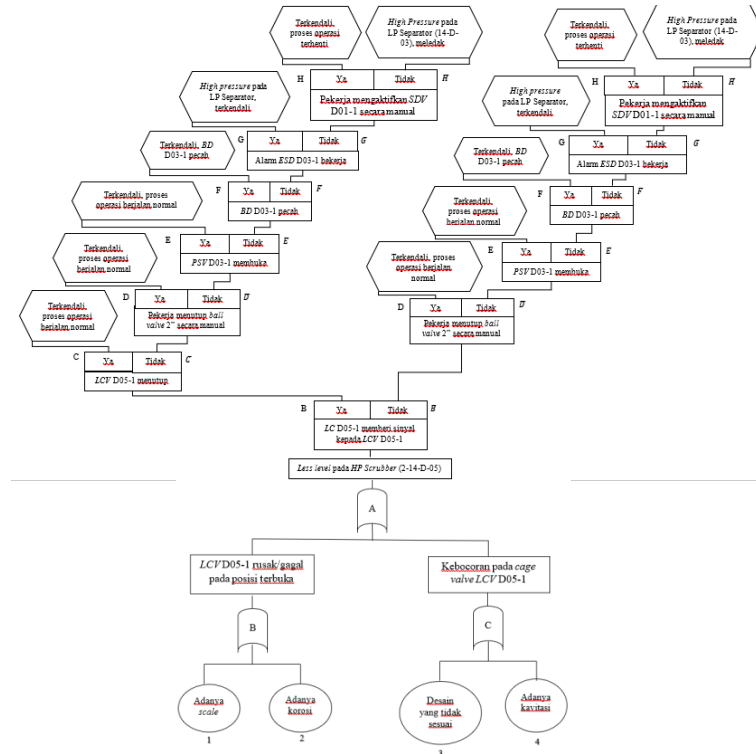 Terkendali,
proses operasi
terhenti
High Pressure pada
LP Separator (14-D-
03), meledak
H
Ya
Tidak
H
Pekerja mengaktifkan SDV
D01-1 secara manual
High pressure pada
LP Separator,
terkendali
G
Ya
Tidak
G
Alarm ESD D03-1 bekerja
Terkendali, BD
D03-1 pecah
F
Ya
Tidak
F
BD D03-1 pecah
Terkendali, proses
operasi berjalan normal
E
Ya
Tidak
E
PSV D03-1 membuka
Terkendali,
proses operasi
berjalan normal
D
Ya
Tidak
D
Pekerja menutup ball
valve 2" secara manual
Terkendali
proses operasi
berjalan normal
C
Ya
Tidak
C
LCV D05-1 menutup
Terkendali,
proses operasi
terhenti
High Pressure pada
LP Separator (14-D-
03), meledak
H
Ya
Tidak
H
Pekerja mengaktifkan
SDV D01-1 secara manual
High pressure
pada LP Separator,
terkendali
G
Ya
Tidak
G
Alarm ESD D03-1 bekerja
Terkendali, BD
D03-1 pecah
F
Ya
Tidak
F
BD D03-1 pecah
Terkendali,
proses operasi
berjalan normal
E
Ya
Tidak
E
PSV D03-1 membuka
Terkendali, proses
operasi berjalan
normal
D
Ya
Tidak
D
Pekerja menutup ball
valve 2" secara manual
B
Ya
Tidak
B
LC D05-1 memberi sinyal
kepada LCV D05-1
Less level pada HP Scrubber (2-14-D-05)
A
LCV D05-1 rusak/gagal
pada posisi terbuka
Kebocoran pada cage
valve LCV D05-1
B
C
Adanya
scale
1
Adanya
korosi
2
Desain
yang tidak
sesuai
3
Adanya
kavitasi
4